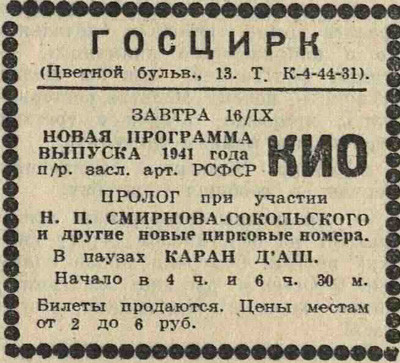 ГОСЦИРК
(Цветной бульв., 13. Т. К-4-44-31).
ЗАВТРА 16/IX
НОВАЯ ПРОГРАММА
ВЫПУСКА 1941 года
п/р. засл. арт. РСФСР КИО
ПРОЛОГ при участии
Н. П. СМИРНОВА-СОКОЛЬСКОГО
и другие новые цирковые номера.
В паузах КАРАН Д'АШ.
Начало в 4 ч. и 6 ч. 30 м.
Билеты продаются. Цены местам
от 2 до 6 руб.